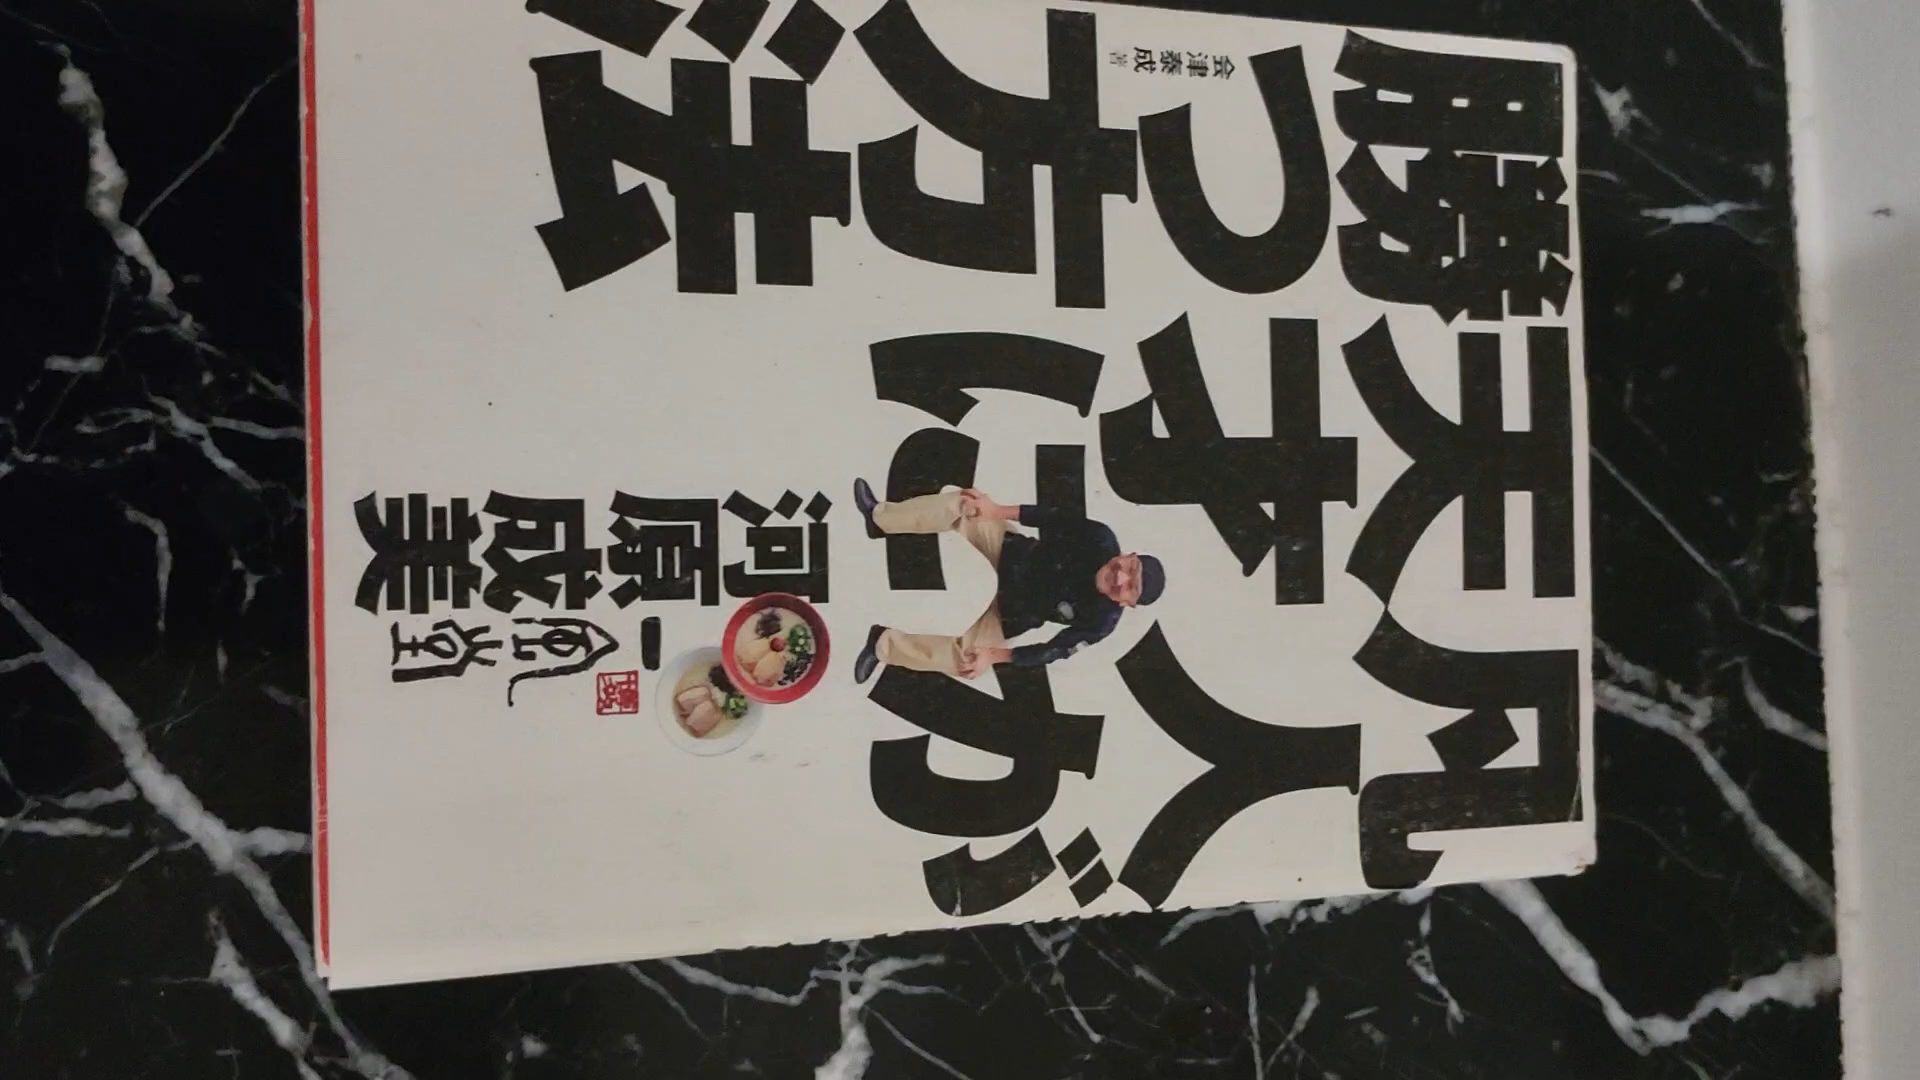 凡人が
天才に
勝つ方法
一風堂
河原成美
会津泰成 著